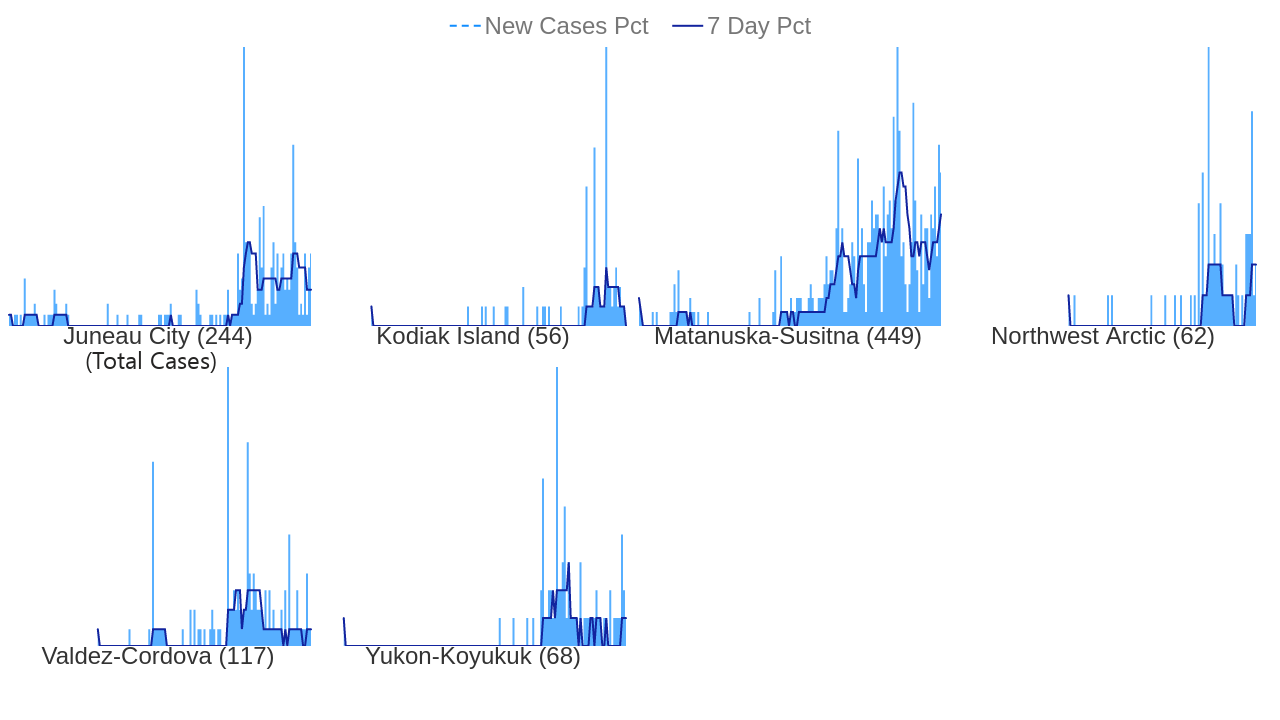 New Cases Pct 7 Day Pct
Juneau City (244) Kodiak Island (56) Matanuska-Susitna (449) Northwest Arctic (62)
(Total Cases)
Valdez-Cordova (117) Yukon-Koyukuk (68)